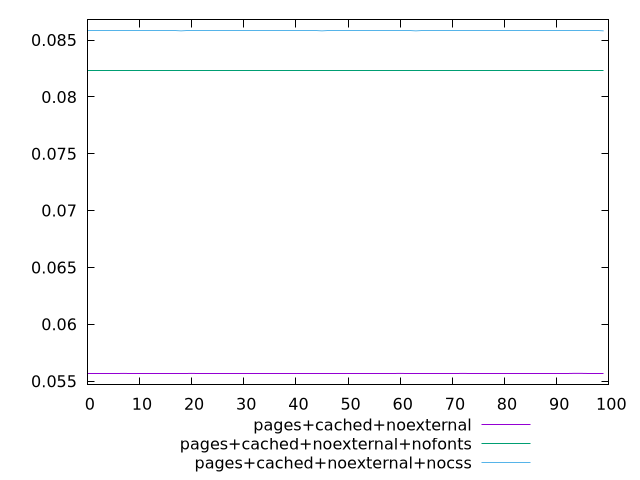 0.085
0.08
0.075
0.07
0.065
0.06
0.055
0 10 20 30 40 50 60 70 80 90 100
pages+cached+noexternal
pages+cached+noexternal+nofonts
pages+cached+noexternal+nocss